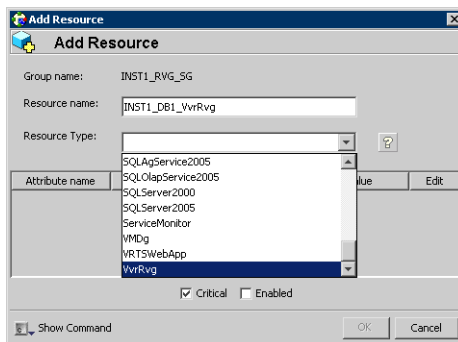 Add Resource
Add Resource
Group name: INST1_RVG_SG
Resource name: INST1_DB1_VvrRvg
Resource Type:
?
SQLAgService2005
SQLOlapService2005
SQLServer2000
SQLServer2005
ServiceMonitor
VMDg
VRTSWebApp
VvrRvg
Attribute name alue Edit
Critical Enabled
Show Command OK Cancel